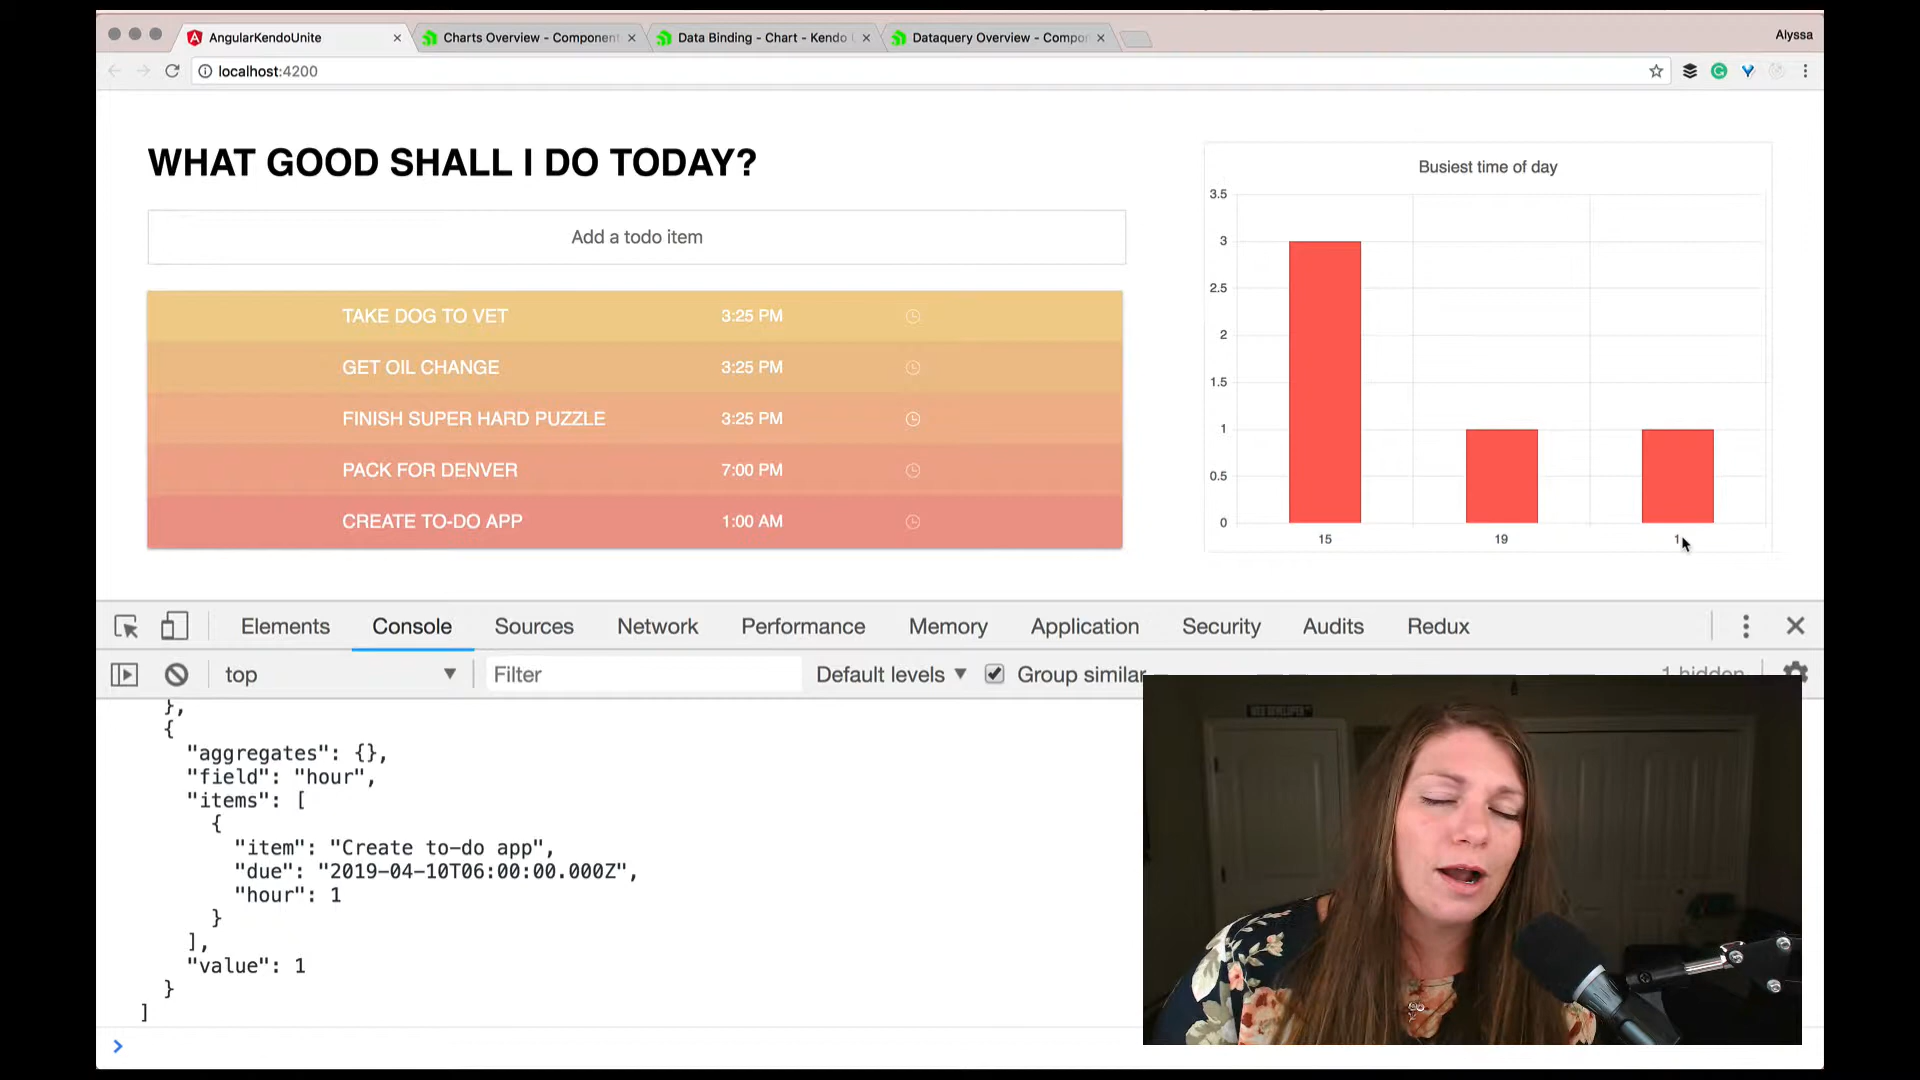 AngularKendoUnite
Charts Overview - Component
Data Binding - Chart - Kendo
Dataquery Overview - Compo
Alyssa
localhost:4200
WHAT GOOD SHALL I DO TODAY?
Add a todo item
TAKE DOG TO VET 3:25 PM
GET OIL CHANGE 3:25 PM
FINISH SUPER HARD PUZZLE 3:25 PM
PACK FOR DENVER 7:00 PM
CREATE TO-DO APP 1:00 AM
Busiest time of day
3.5
3
2.5
2
1.5
1
0.5
0
15 19 1
Elements Console Sources Network Performance Memory Application Security Audits Redux
top Filter Default levels Group similar 1 hidden
},
{
"aggregates": {},
"field": "hour",
"items": [
{
"item": "Create to-do app",
"due": "2019-04-10T06:00:00.000Z",
"hour": 1
}
],
"value": 1
}
]